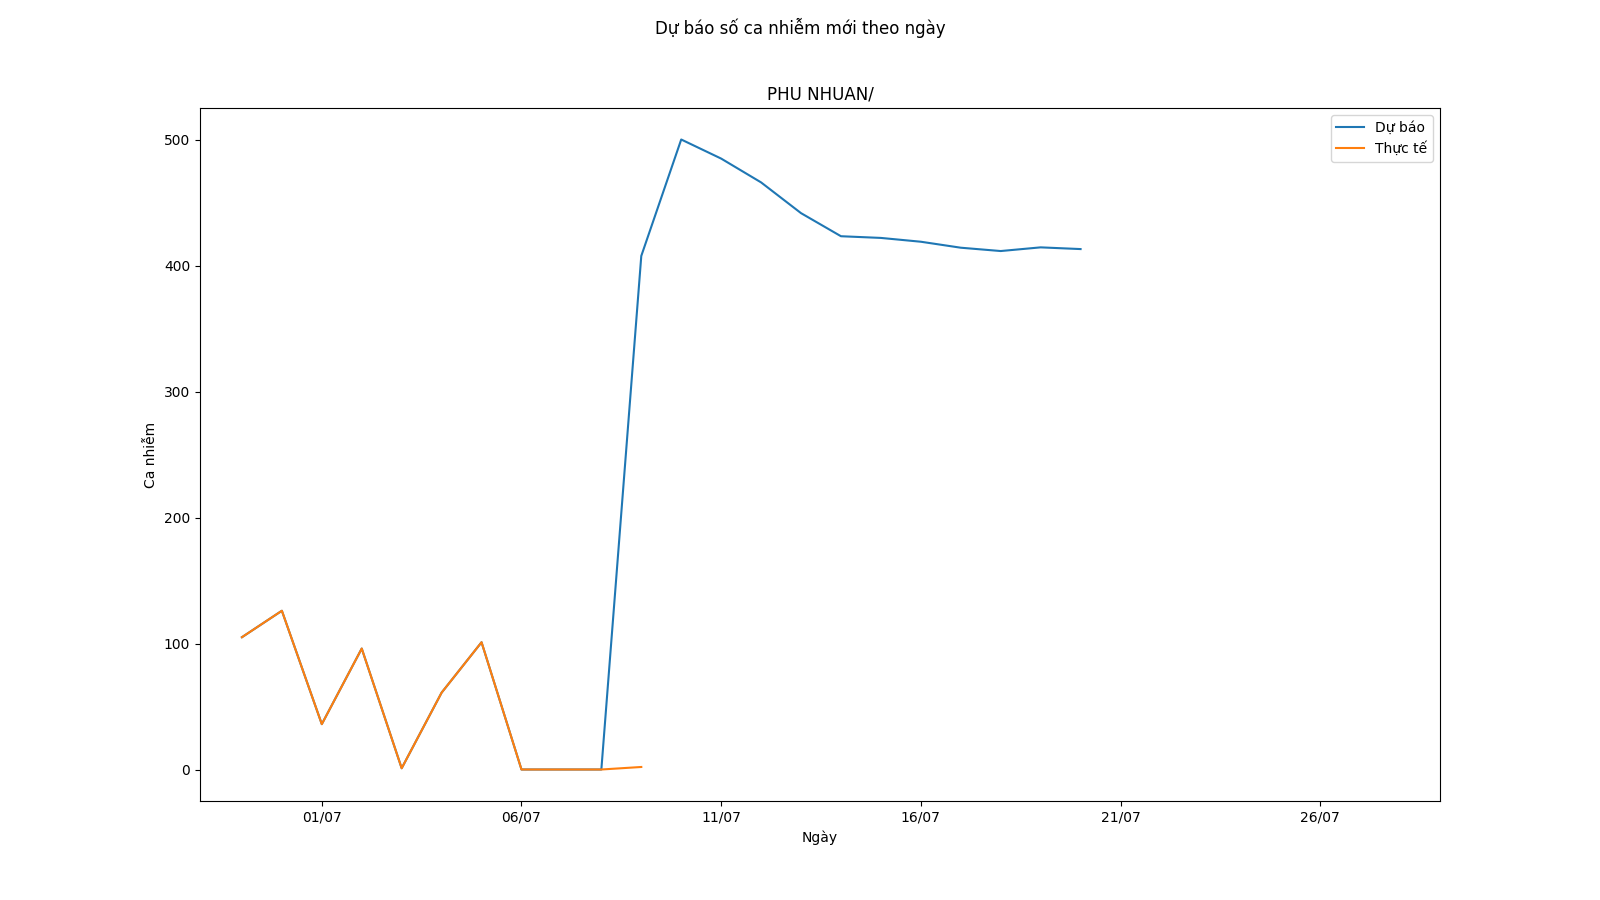 Dự báo số ca nhiễm mới theo ngày
PHU NHUAN/
Dự báo
Thực tế
500
400
300
200
100
0
Ca nhiễm
01/07 06/07 11/07 16/07 21/07 26/07
Ngày